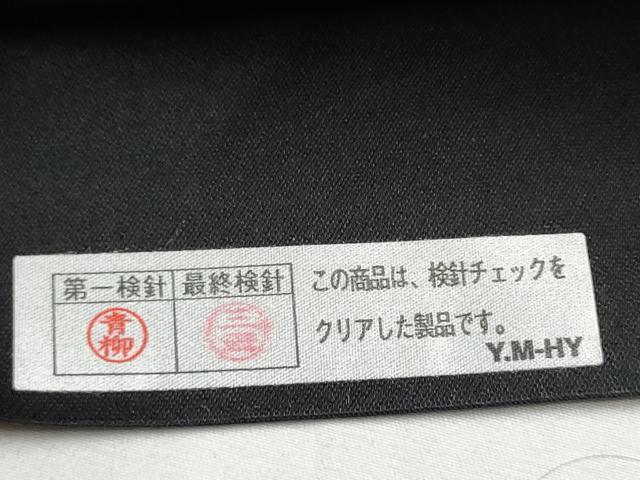 第一検針 最終検針
青柳
この商品は、検針チェックを
クリアした製品です。
Y.M-HY